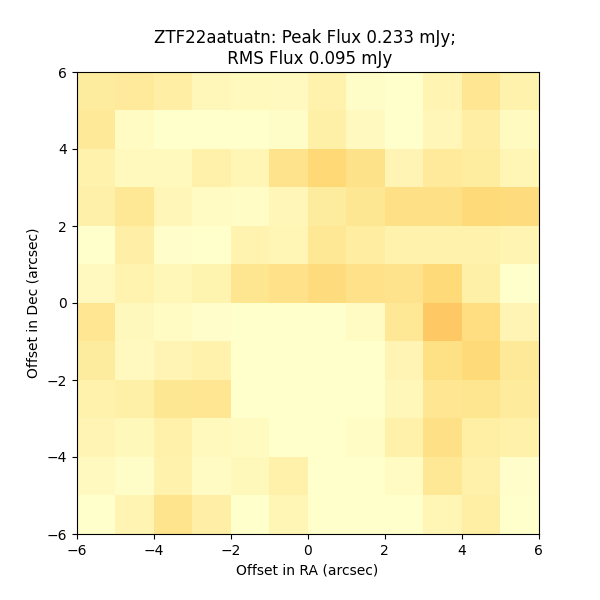 ZTF22aatuatn: Peak Flux 0.233 mJy;
RMS Flux 0.095 mJy
6
4
2
0
−2
−4
−6
Offset in Dec (arcsec)
−6 −4 −2 0 2 4 6
Offset in RA (arcsec)